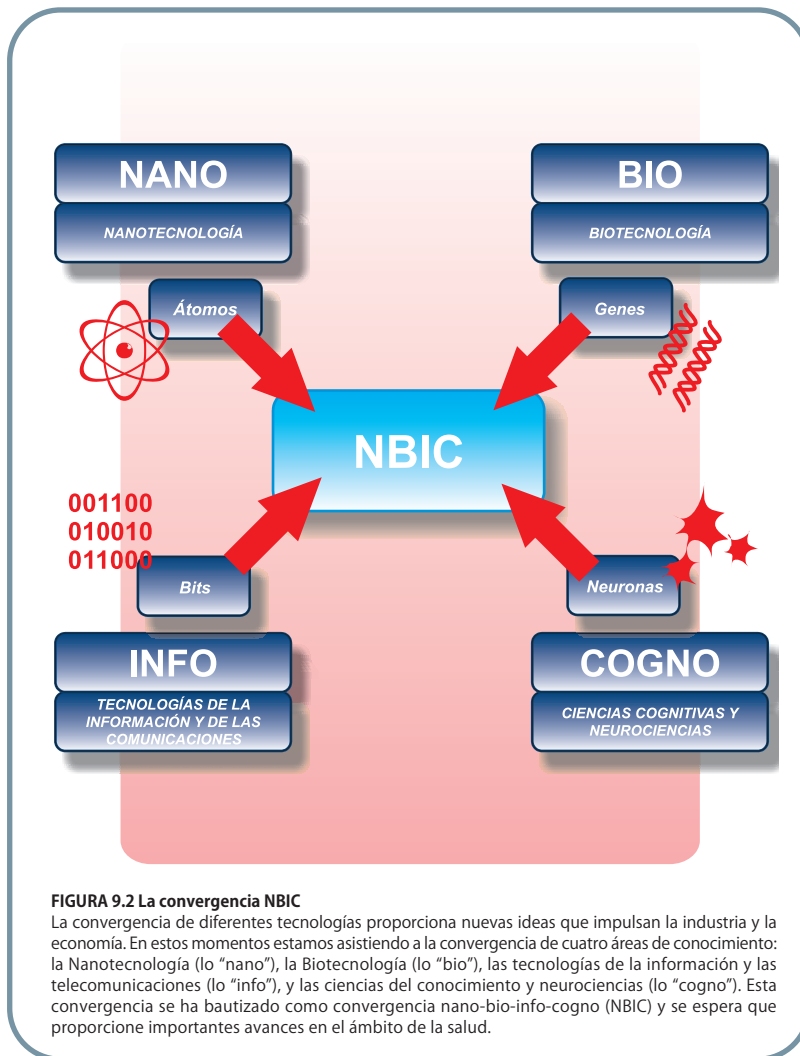 NANO
NANOTECNOLOGÍA
Átomos
BIO
BIOTECNOLOGÍA
Genes
NBIC
001100
010010
011000
Bits
INFO
TECNOLOGÍAS DE LA
INFORMACIÓN Y DE LAS
COMUNICACIONES
Neuronas
COGNO
CIENCIAS COGNITIVAS Y
NEUROCIENCIAS
FIGURA 9.2 La convergencia NBIC
La convergencia de diferentes tecnologías proporciona nuevas ideas que impulsan la industria y la
economía. En estos momentos estamos asistiendo a la convergencia de cuatro áreas de conocimiento:
la Nanotecnología (lo “nano”), la Biotecnología (lo “bio”), las tecnologías de la información y las
telecomunicaciones (lo “info”), y las ciencias del conocimiento y neurociencias (lo “cogno”). Esta
convergencia se ha bautizado como convergencia nano-bio-info-cogno (NBIC) y se espera que
proporcione importantes avances en el ámbito de la salud.